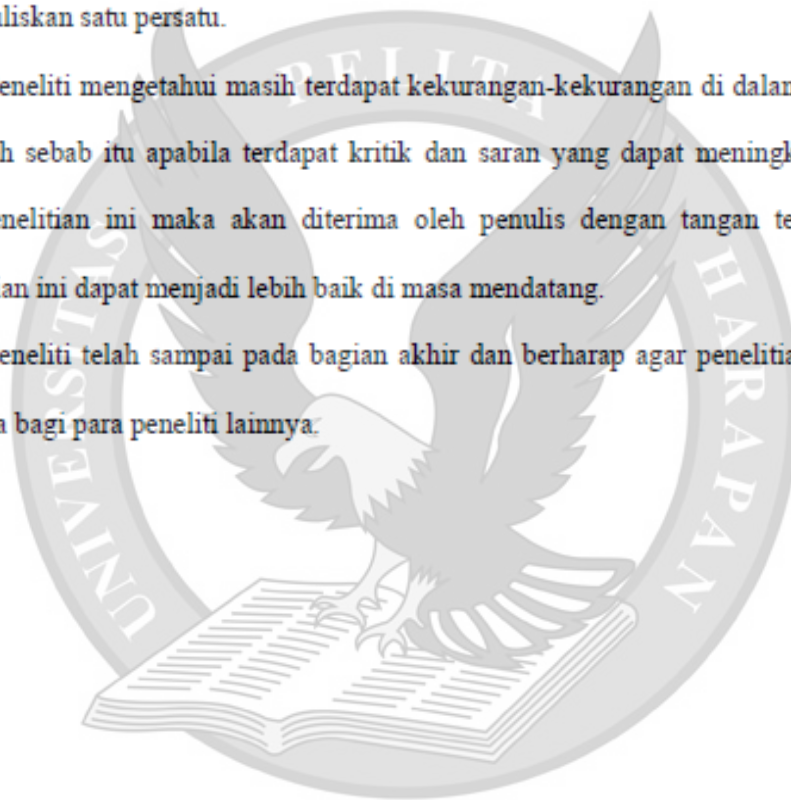 uliskan satu persatu.
eneliti mengetahui masih terdapat kekurangan-kekurangan di dalam
h sebab itu apabila terdapat kritik dan saran yang dapat meningk
enelitian ini maka akan diterima oleh penulis dengan tangan te
an ini dapat menjadi lebih baik di masa mendatang.
eneliti telah sampai pada bagian akhir dan berharap agar penelitia
a bagi para peneliti lainnya.
UNIVERSITAS PELITA HARAPAN